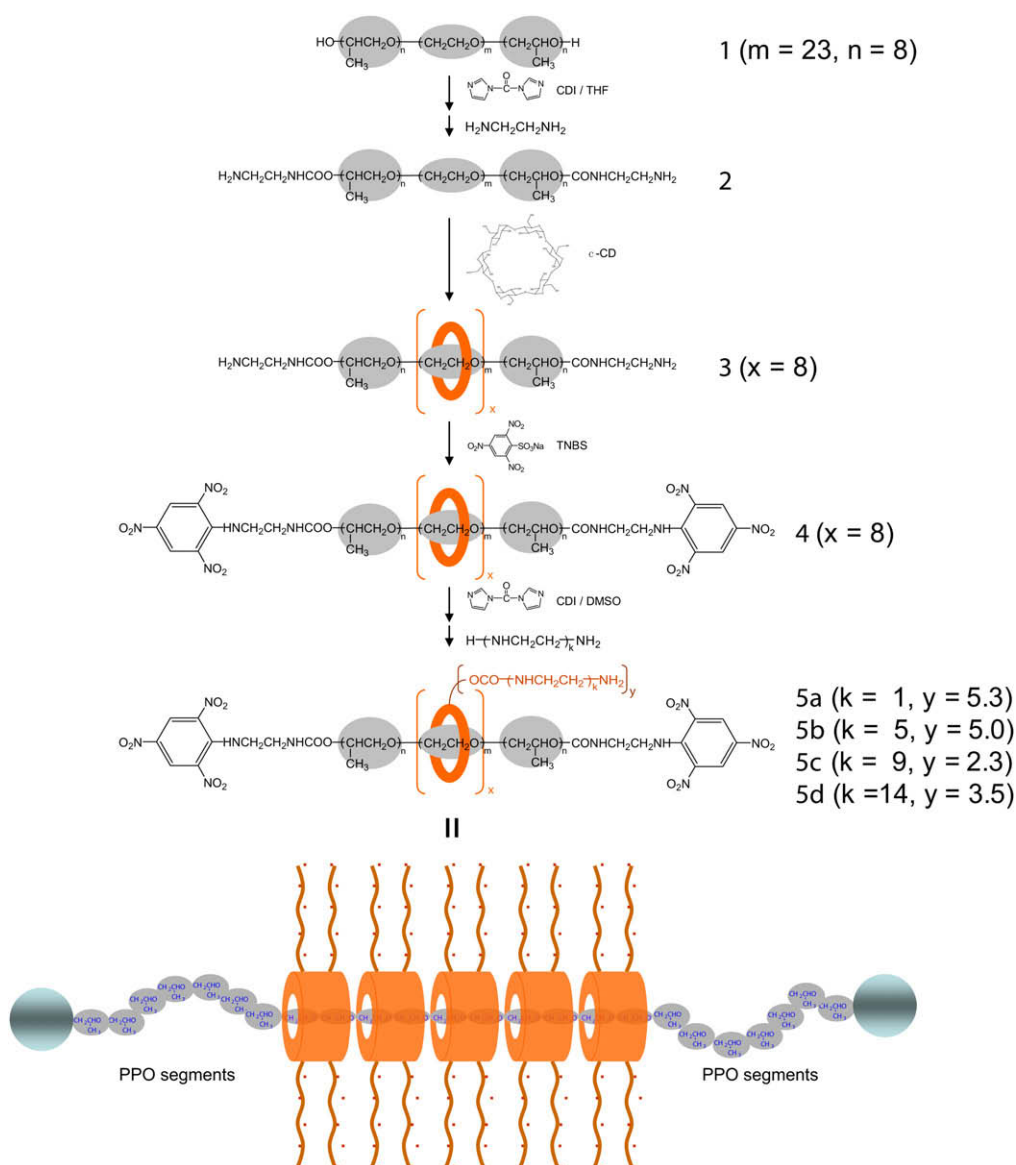 HO-(CHCH2O)n-(CH2CH2O)m-(CH2CHO)n-H
CH3 CH3
1 (m = 23, n = 8)
N N-C-N N CDI / THF
O
H2NCH2CH2NH2
H2NCH2CH2NHCOO-(CHCH2O)n-(CH2CH2O)m-(CH2CHO)n-CONHCH2CH2NH2
CH3 CH3
2
c-CD
H2NCH2CH2NHCOO-(CHCH2O)n-[(CH2CH2O)m]x-(CH2CHO)n-CONHCH2CH2NH2
CH3 CH3
3 (x = 8)
NO2
O2N SO3Na TNBS
NO2
NO2 O2N
O2N HN-CH2CH2NHCOO-(CHCH2O)n-[(CH2CH2O)m]x-(CH2CHO)n-CONHCH2CH2NH NO2
CH3 CH3
NO2 O2N
4 (x = 8)
O
N N-C-N N CDI / DMSO
H-(NHCH2CH2-)k-NH2
[OCO-(NHCH2CH2-)k-NH2]y
NO2 O2N
O2N HNCH2CH2NHCOO-(CHCH2O)n-[(CH2CH2O)m]x-(CH2CHO)n-CONHCH2CH2NH NO2
CH3 CH3
NO2 O2N
5a (k = 1, y = 5.3)
5b (k = 5, y = 5.0)
5c (k = 9, y = 2.3)
5d (k =14, y = 3.5)
PPO segments
PPO segments